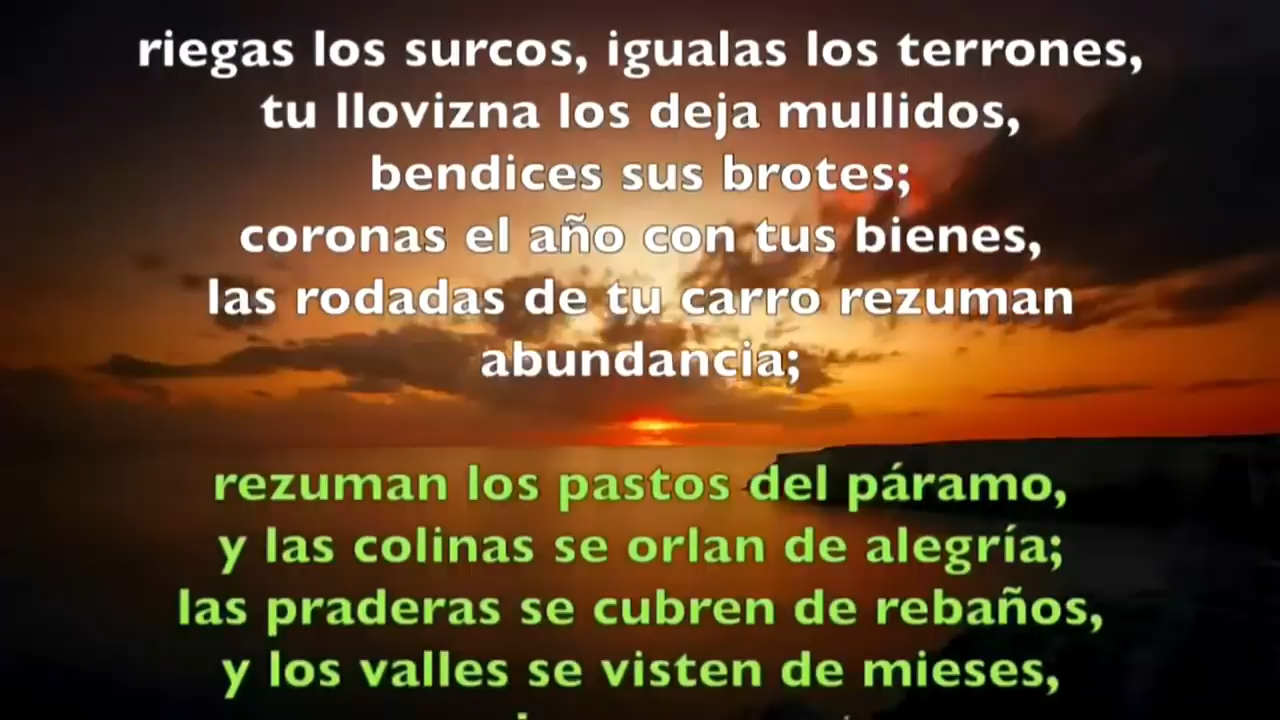 riegas los surcos, igualas los terrones,
tu llovizna los deja mullidos,
bendices sus brotes;
coronas el año con tus bienes,
las rodadas de tu carro rezuman
abundancia;
rezuman los pastos del páramo,
y las colinas se orlan de alegría;
las praderas se cubren de rebaños,
y los valles se visten de mieses,